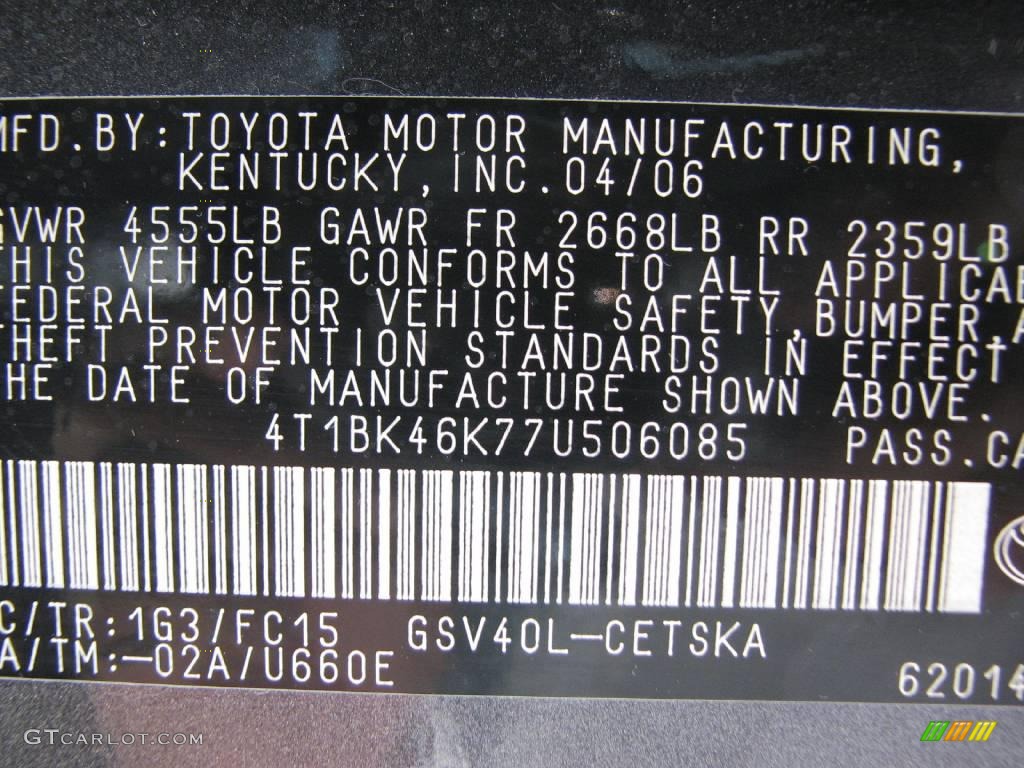 MFD.BY:TOYOTA MOTOR MANUFACTURING,
KENTUCKY,INC.04/06
GVWR 4555LB GAWR FR 2668LB RR 2359LB
THIS VEHICLE CONFORMS TO ALL APPLICAB
FEDERAL MOTOR VEHICLE SAFETY,BUMPER,A
THEFT PREVENTION STANDARDS IN EFFECT
THE DATE OF MANUFACTURE SHOWN ABOVE.
4T1BK46K77U506085 PASS.CA
C/TR:1G3/FC15 GSV40L-CETSKA
A/TM:-02A/U660E
62014
GTCARLOT.COM